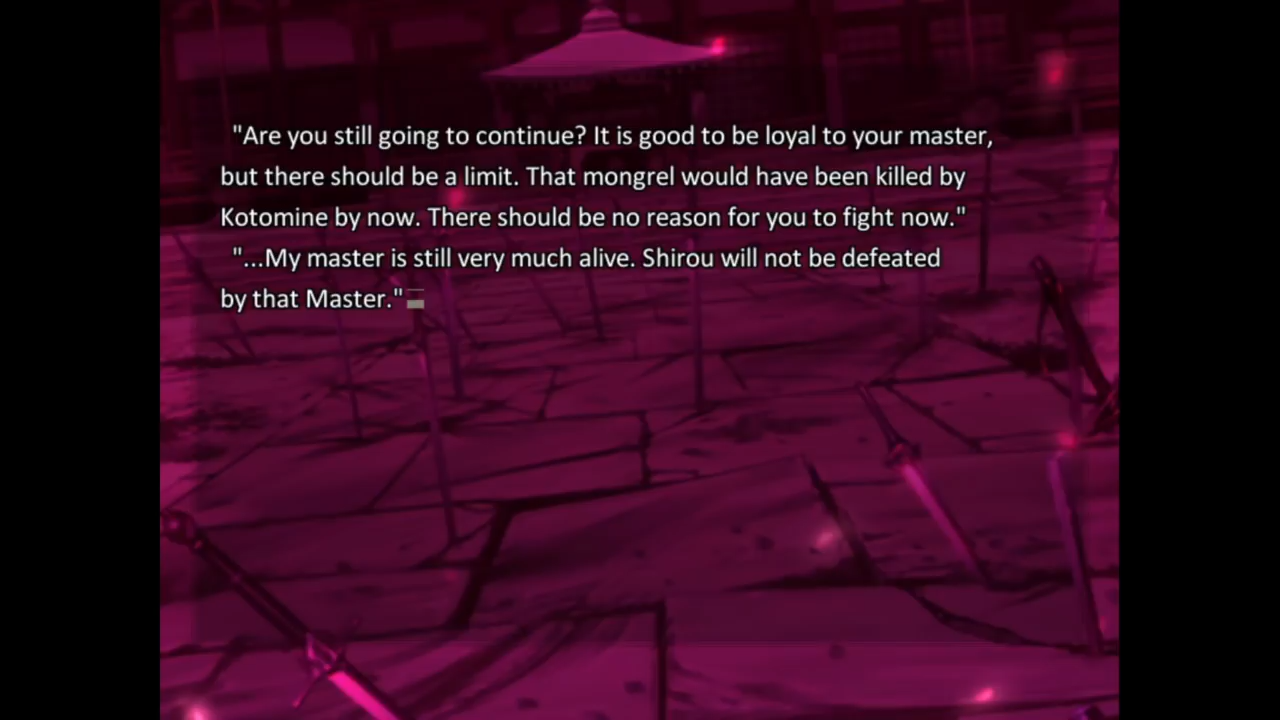 "Are you still going to continue? It is good to be loyal to your master,
but there should be a limit. That mongrel would have been killed by
Kotomine by now. There should be no reason for you to fight now."
"...My master is still very much alive. Shirou will not be defeated
by that Master."